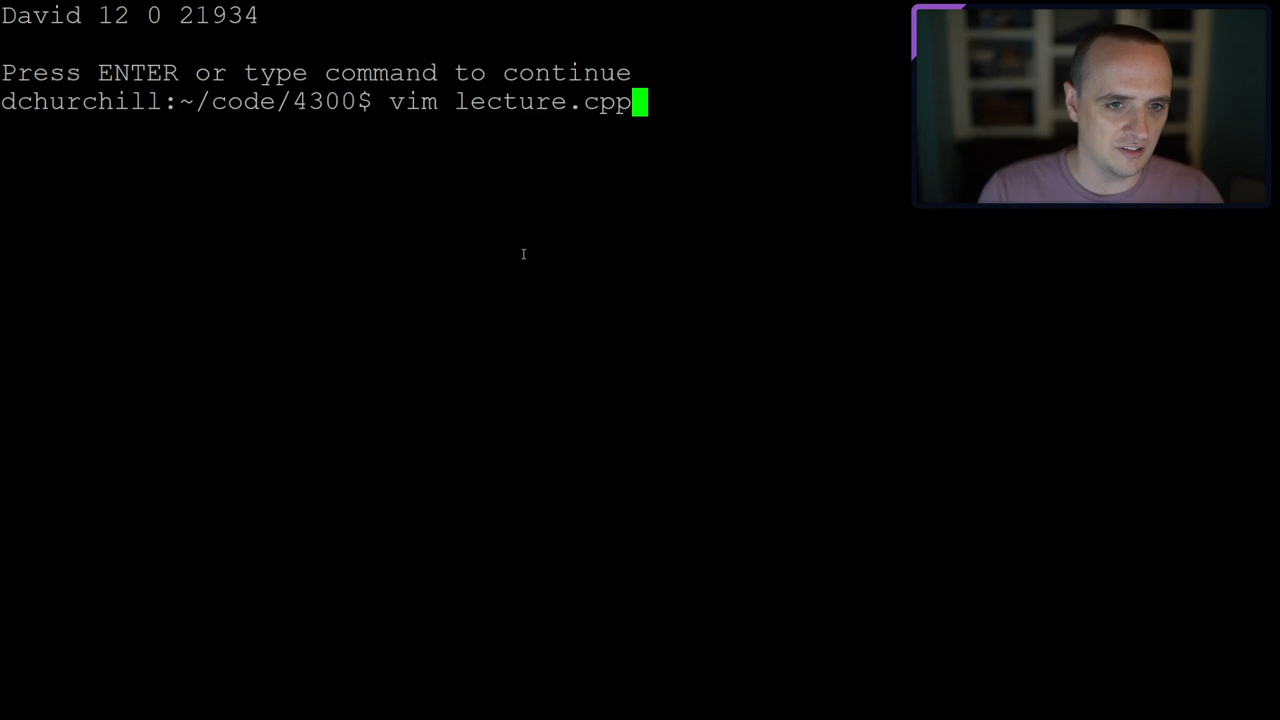 David 12 0 21934
Press ENTER or type command to continue
dchurchill:~/code/4300$ vim lecture.cpp